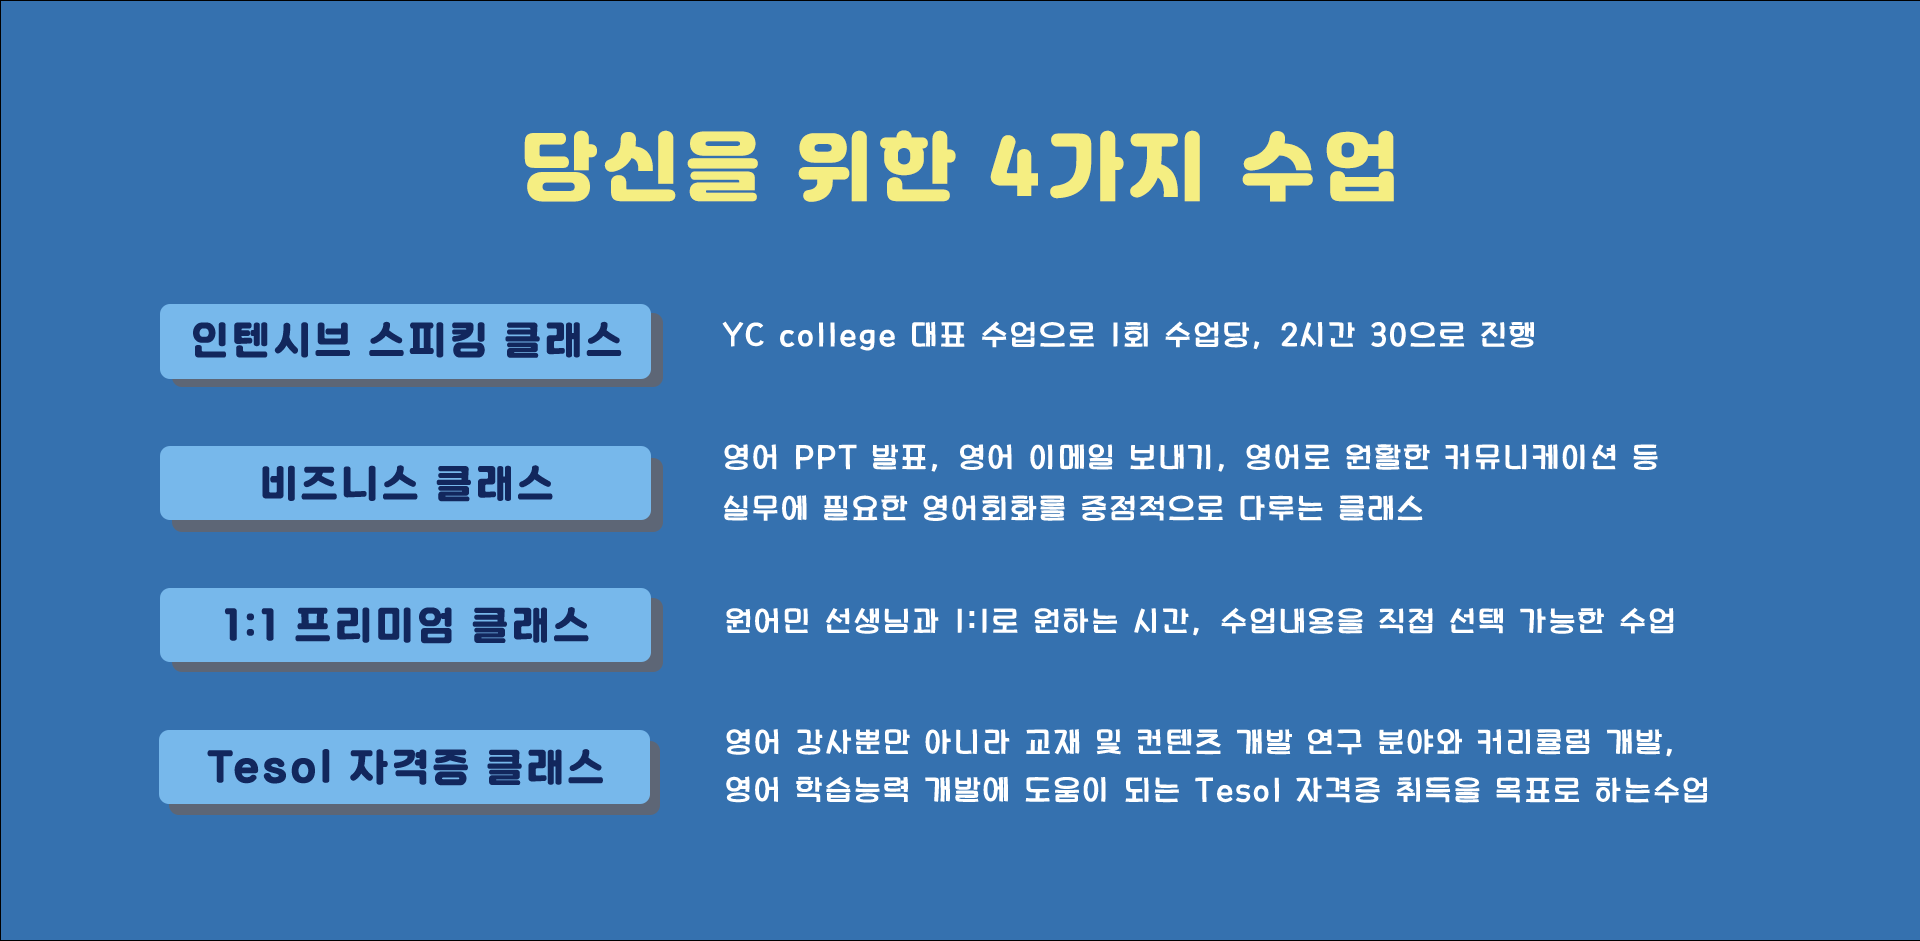 당신을 위한 4가지 수업
인텐시브 스피킹 클래스
YC college 대표 수업으로 1회 수업당, 2시간 30으로 진행
비즈니스 클래스
영어 PPT 발표, 영어 이메일 보내기, 영어로 원활한 커뮤니케이션 등
실무에 필요한 영어회화를 중점적으로 다루는 클래스
1:1 프리미엄 클래스
원어민 선생님과 1:1로 원하는 시간, 수업내용을 직접 선택 가능한 수업
Tesol 자격증 클래스
영어 강사뿐만 아니라 교재 및 컨텐츠 개발 연구 분야와 커리큘럼 개발,
영어 학습능력 개발에 도움이 되는 Tesol 자격증 취득을 목표로 하는수업